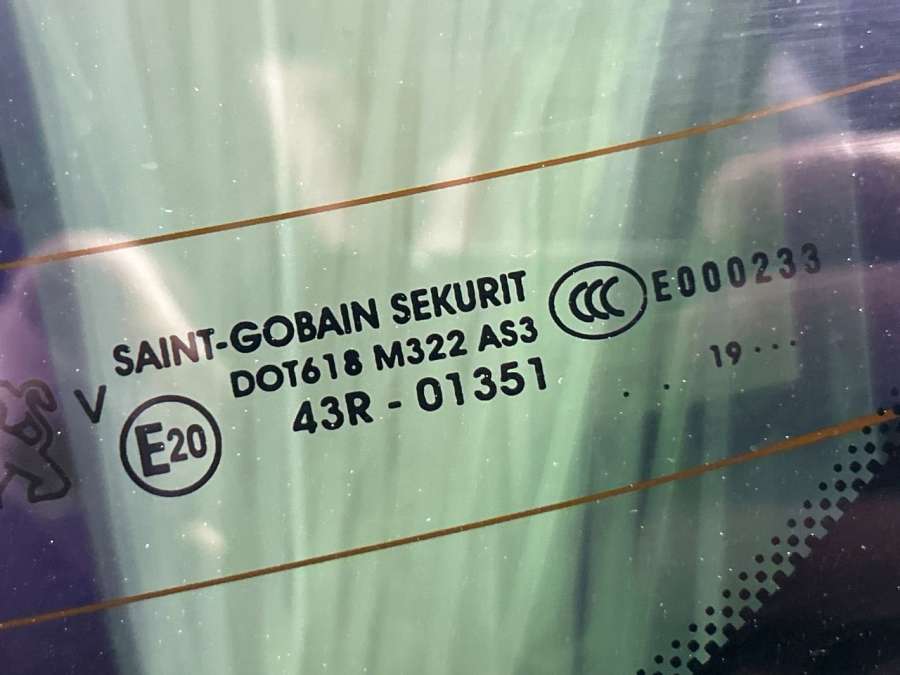 SAINT-GOBAIN SEKURIT
CCC E000233
DOT618 M322 AS3
43R - 01351
. . 19 . . .
V
E20